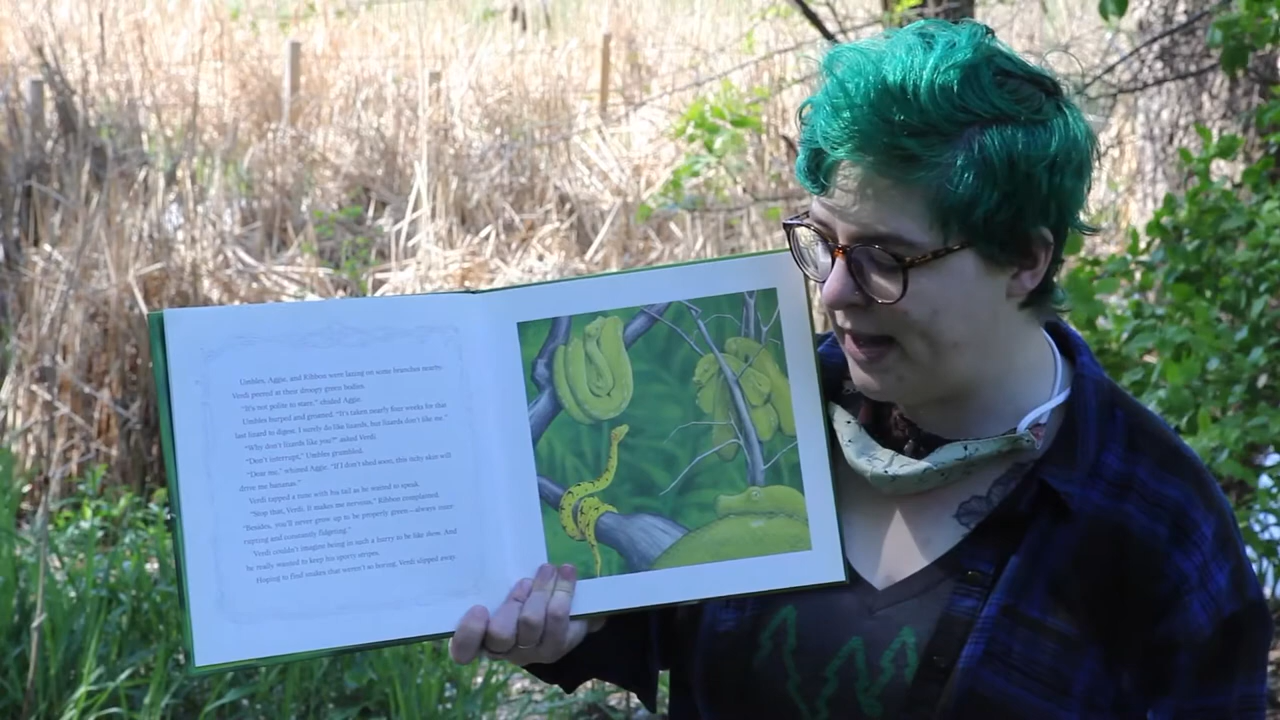 Umbles, Aggie, and Ribbon were lazing on some branches nearby.
Verdi peered at their droopy green bodies.
"It's not polite to stare," chided Aggie.
Umbles burped and groaned. "It's taken nearly four weeks for that
last lizard to digest. I surely do like lizards, but lizards don't like me."
"Why don't lizards like you?" asked Verdi.
"Don't interrupt," Umbles grumbled.
"Dear me," whined Aggie. "If I don't shed soon, this itchy skin will
drive me bananas."
Verdi tapped a nose with his tail as he waited to speak.
"Stop that, Verdi. It makes me nervous," Ribbon complained.
"Besides, you'll never grow up to be properly green—always inter-
rupting and constantly fidgeting."
Verdi couldn't imagine being in such a hurry to be like them. And
he really wanted to keep his sporty stripes.
Hoping to find snakes that weren't so boring, Verdi slipped away